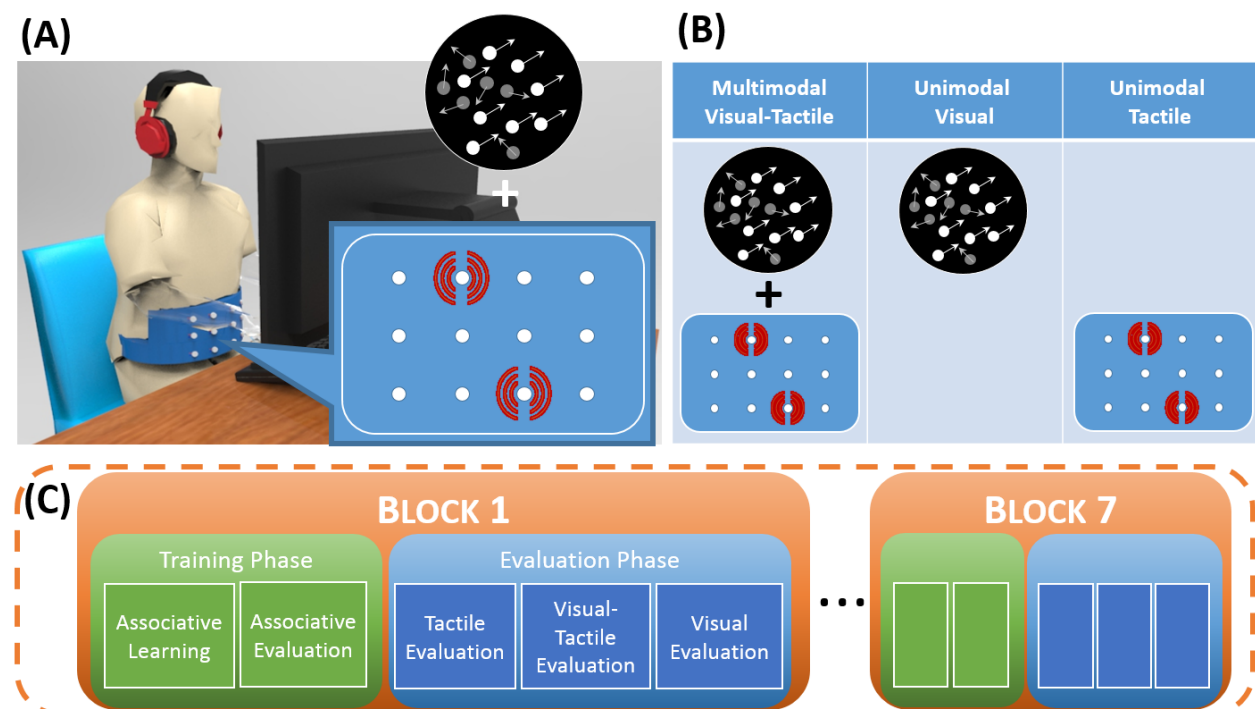 (A)
(B)
Multimodal
Visual-Tactile
Unimodal
Visual
Unimodal
Tactile
(C)
BLOCK 1
Training Phase
Associative
Learning
Associative
Evaluation
Evaluation Phase
Tactile
Evaluation
Visual-
Tactile
Evaluation
Visual
Evaluation
...
BLOCK 7